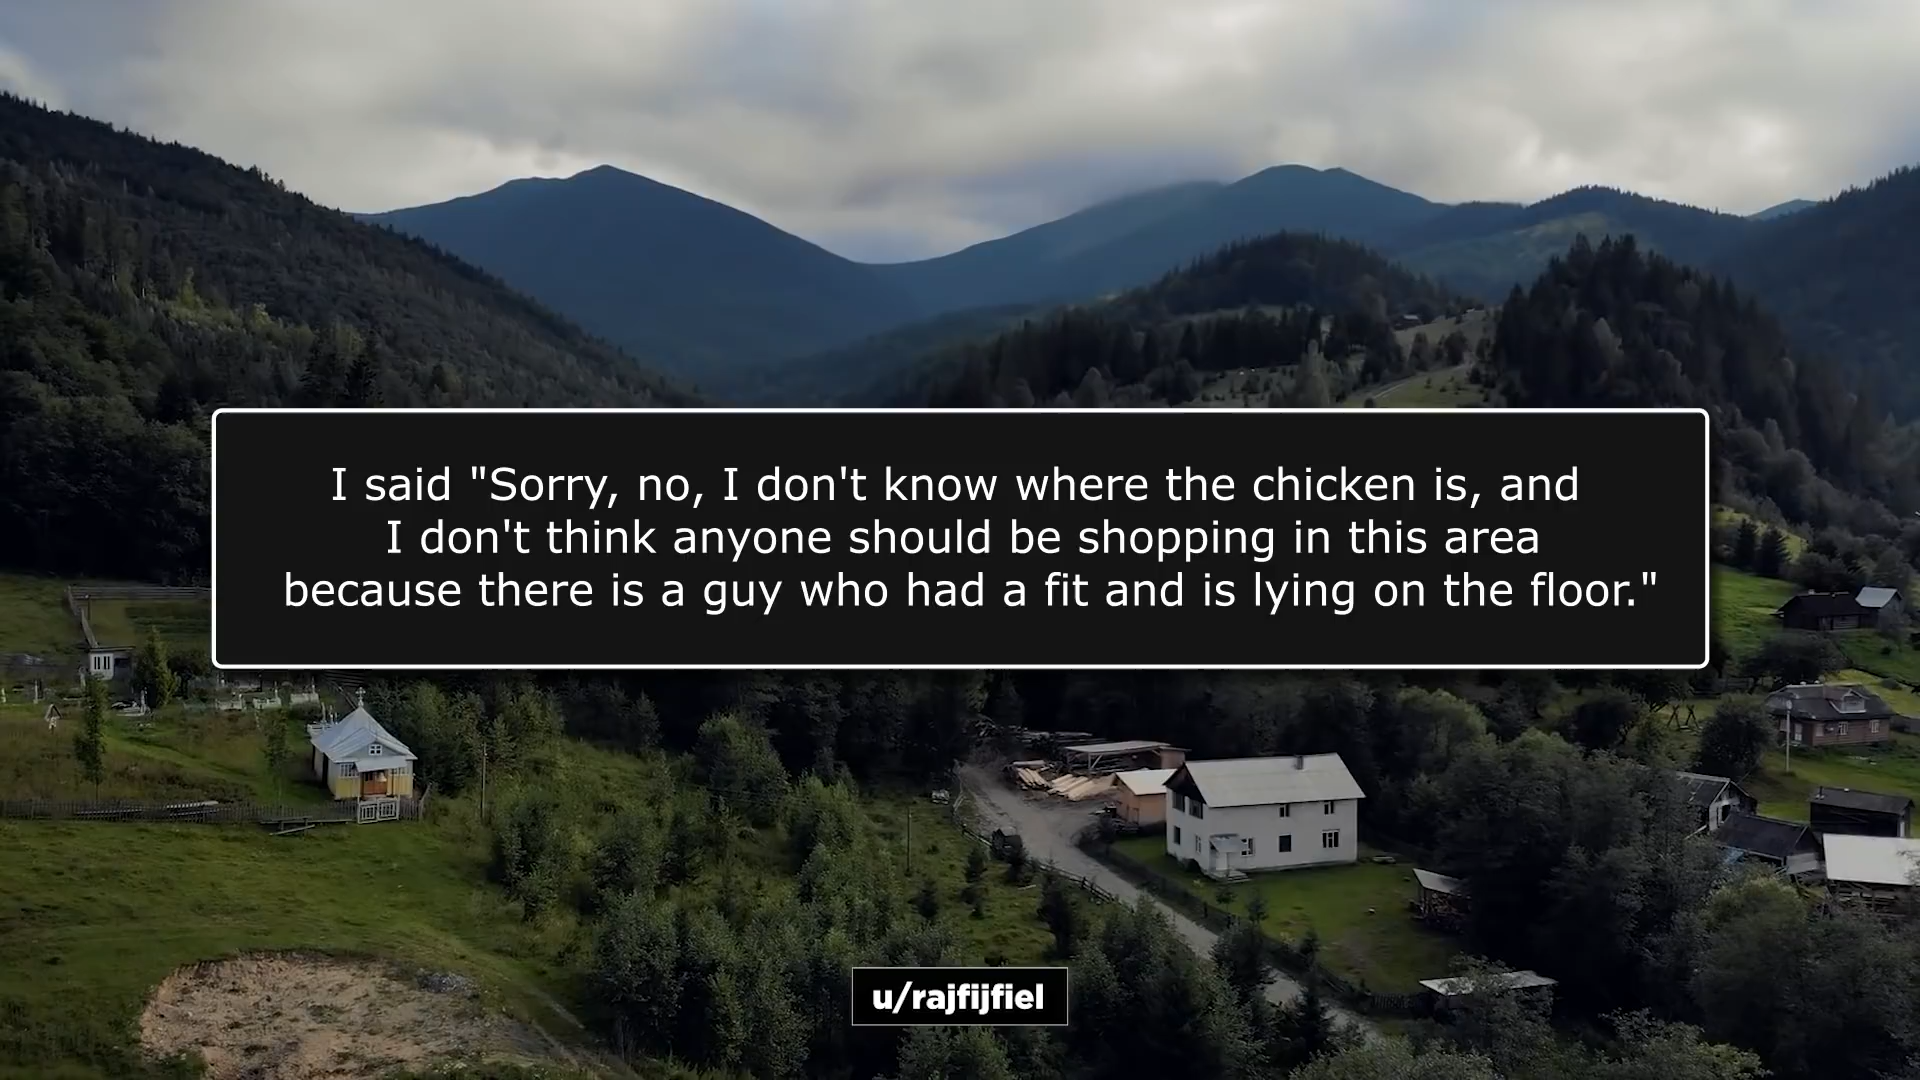 I said "Sorry, no, I don't know where the chicken is, and
I don't think anyone should be shopping in this area
because there is a guy who had a fit and is lying on the floor."
u/rajfijfiel